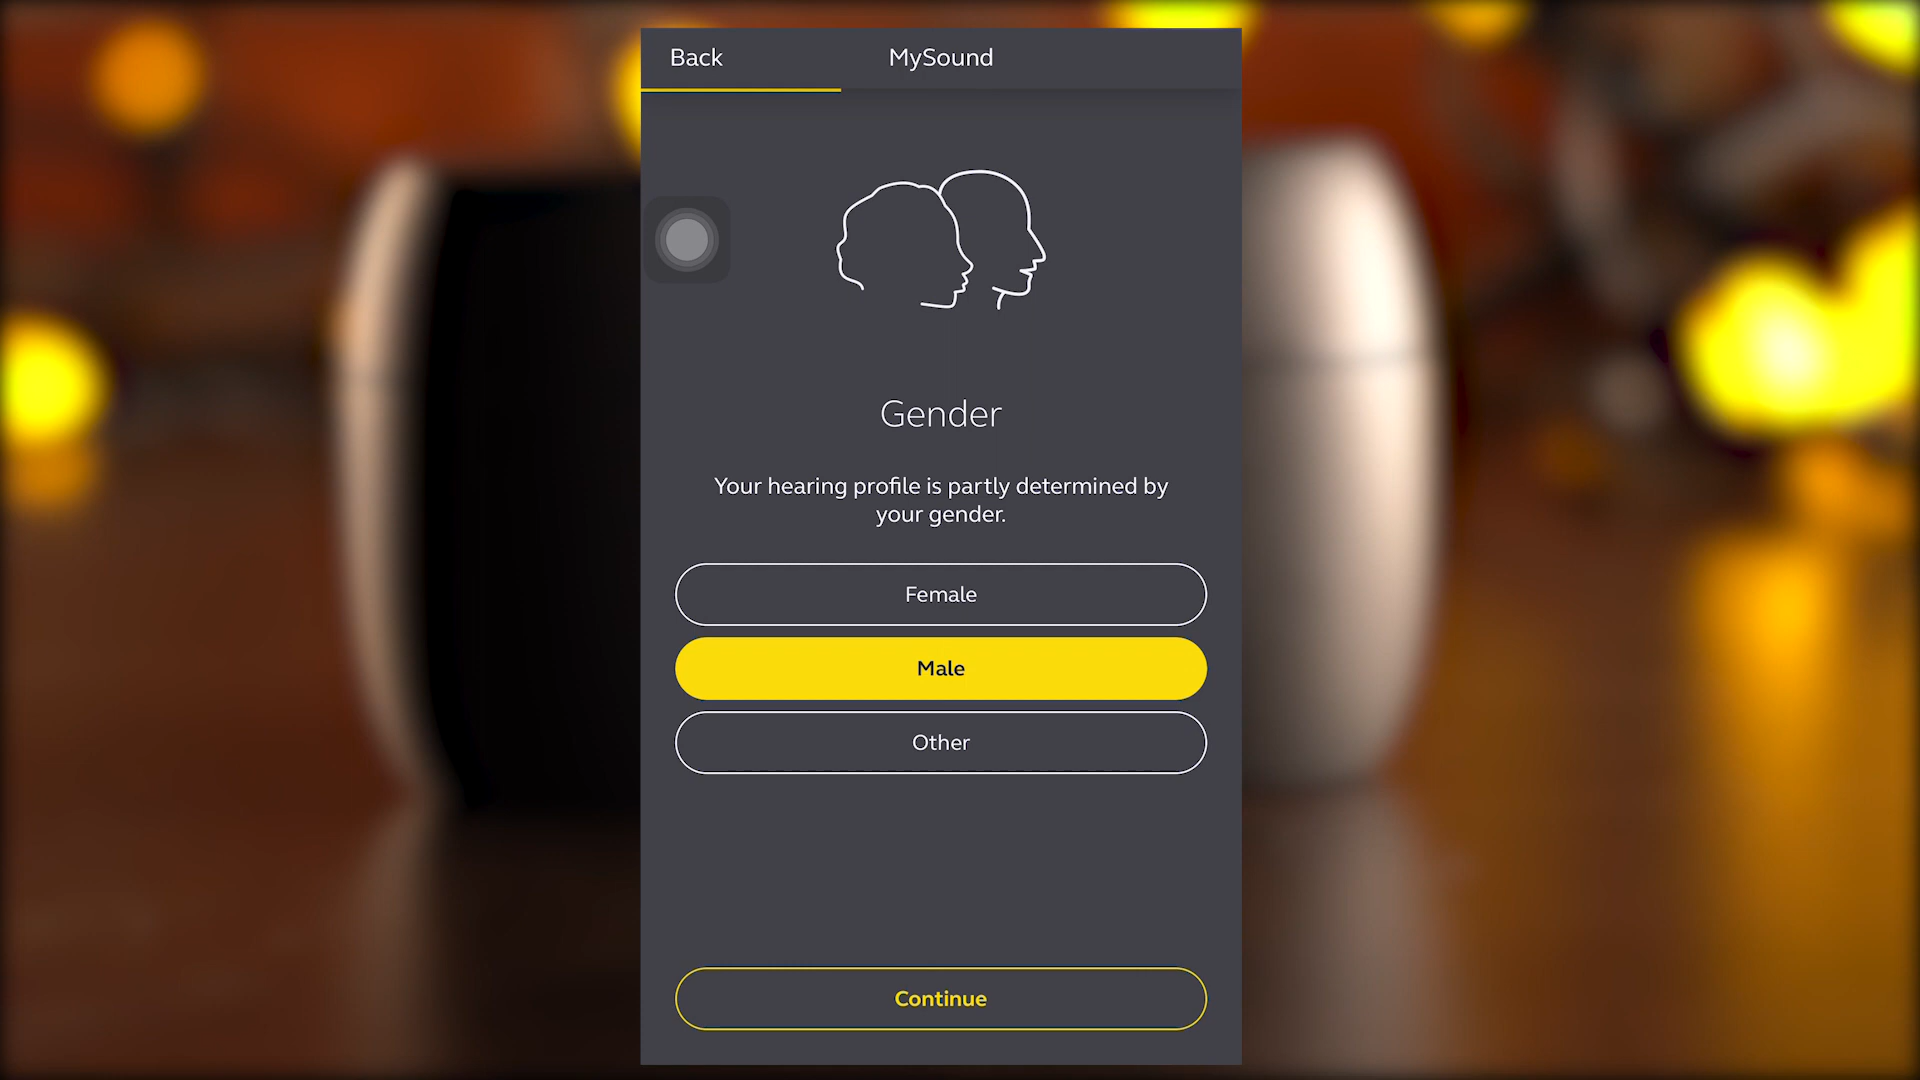 Back
MySound
Gender
Your hearing profile is partly determined by
your gender.
Female
Male
Other
Continue